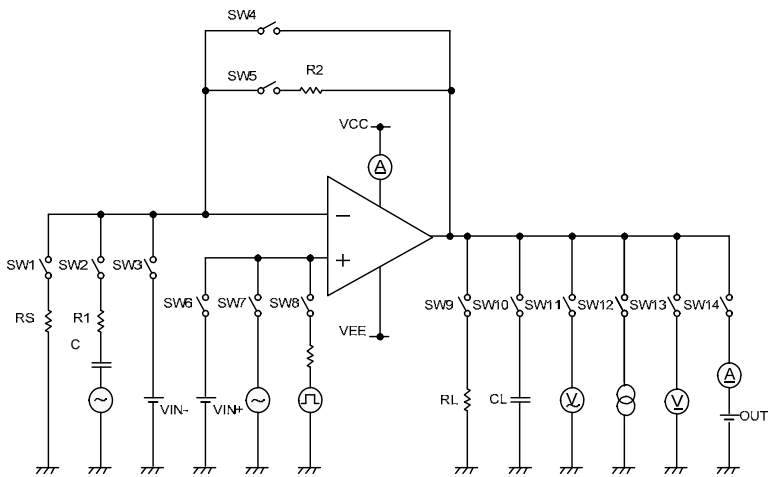 SW4
SW5
R2
VCC
A
−
+
SW1
SW2
SW3
SW6
SW7
SW8
SW9
SW10
SW11
SW12
SW13
SW14
RS
R1
C
VEE
VIN-
VIN+
RL
CL
V
V
A
OUT